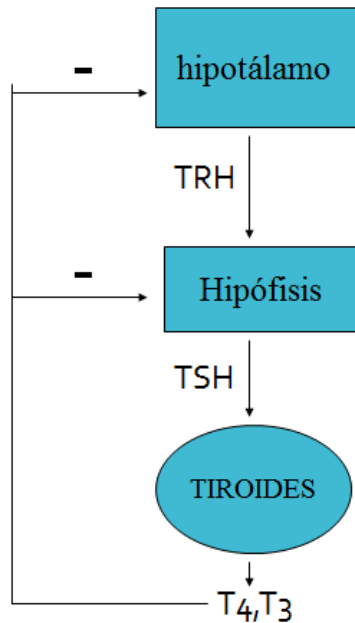 -
hipotálamo
TRH
-
Hipófisis
TSH
TIROIDES
T4,T3